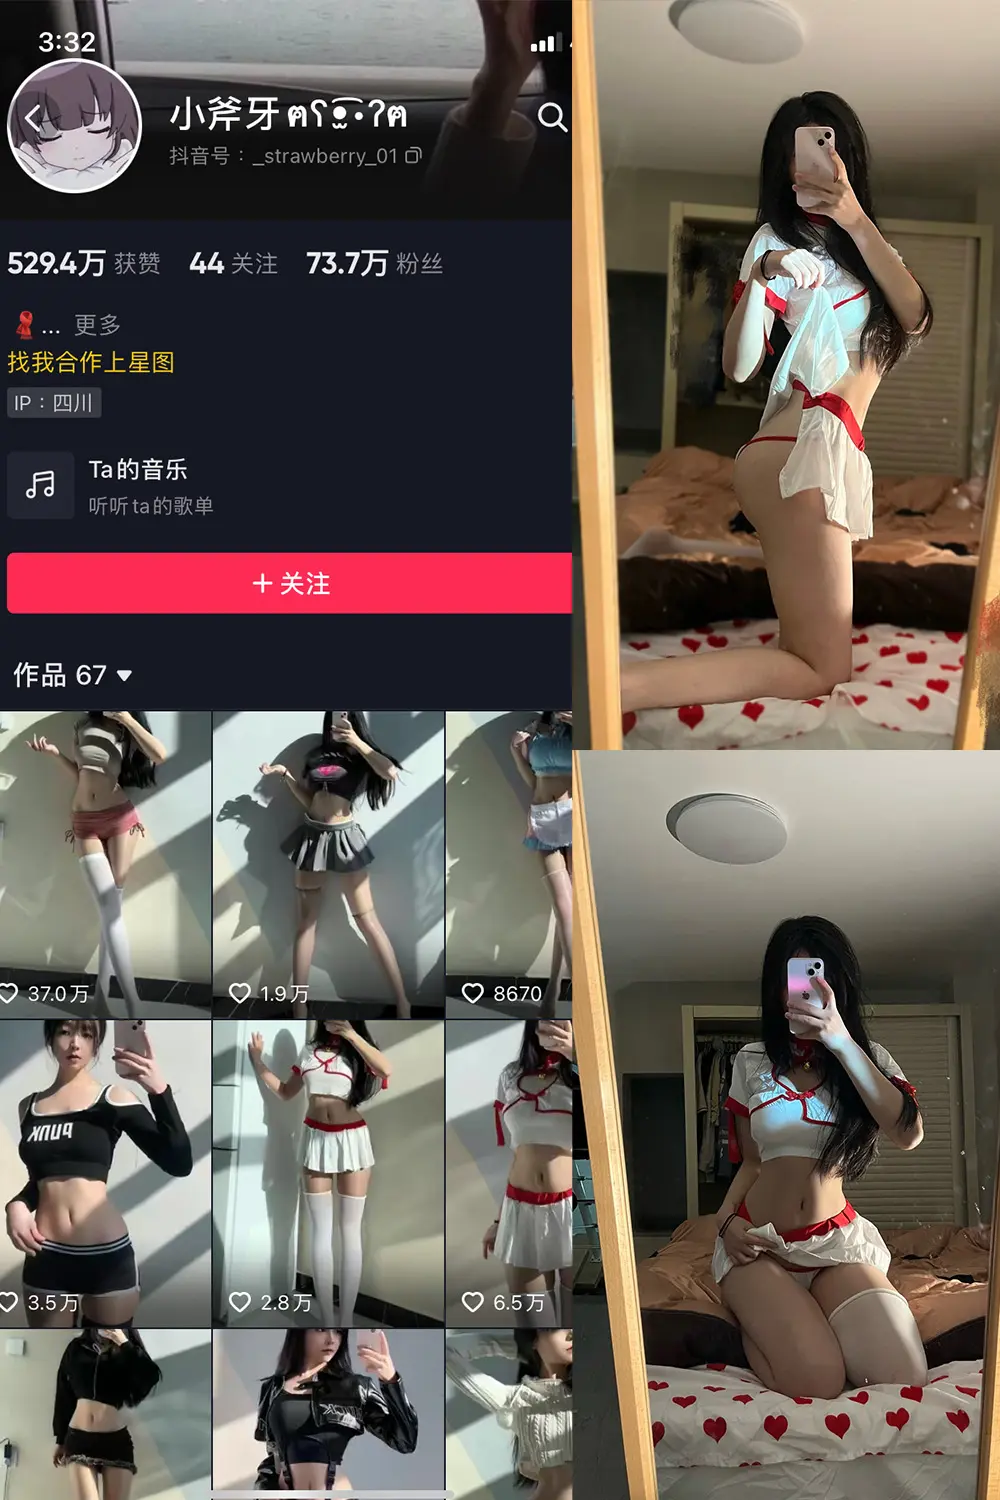 3:32
小斧牙ฅʕ•̫͡•ʔฅ
抖音号：_strawberry_01
529.4万 获赞 44 关注 73.7万 粉丝
... 更多
找我合作上星图
IP：四川
Ta的音乐
听听ta的歌单
+ 关注
作品 67
37.0万
1.9万
8670
PUNK
3.5万
2.8万
6.5万